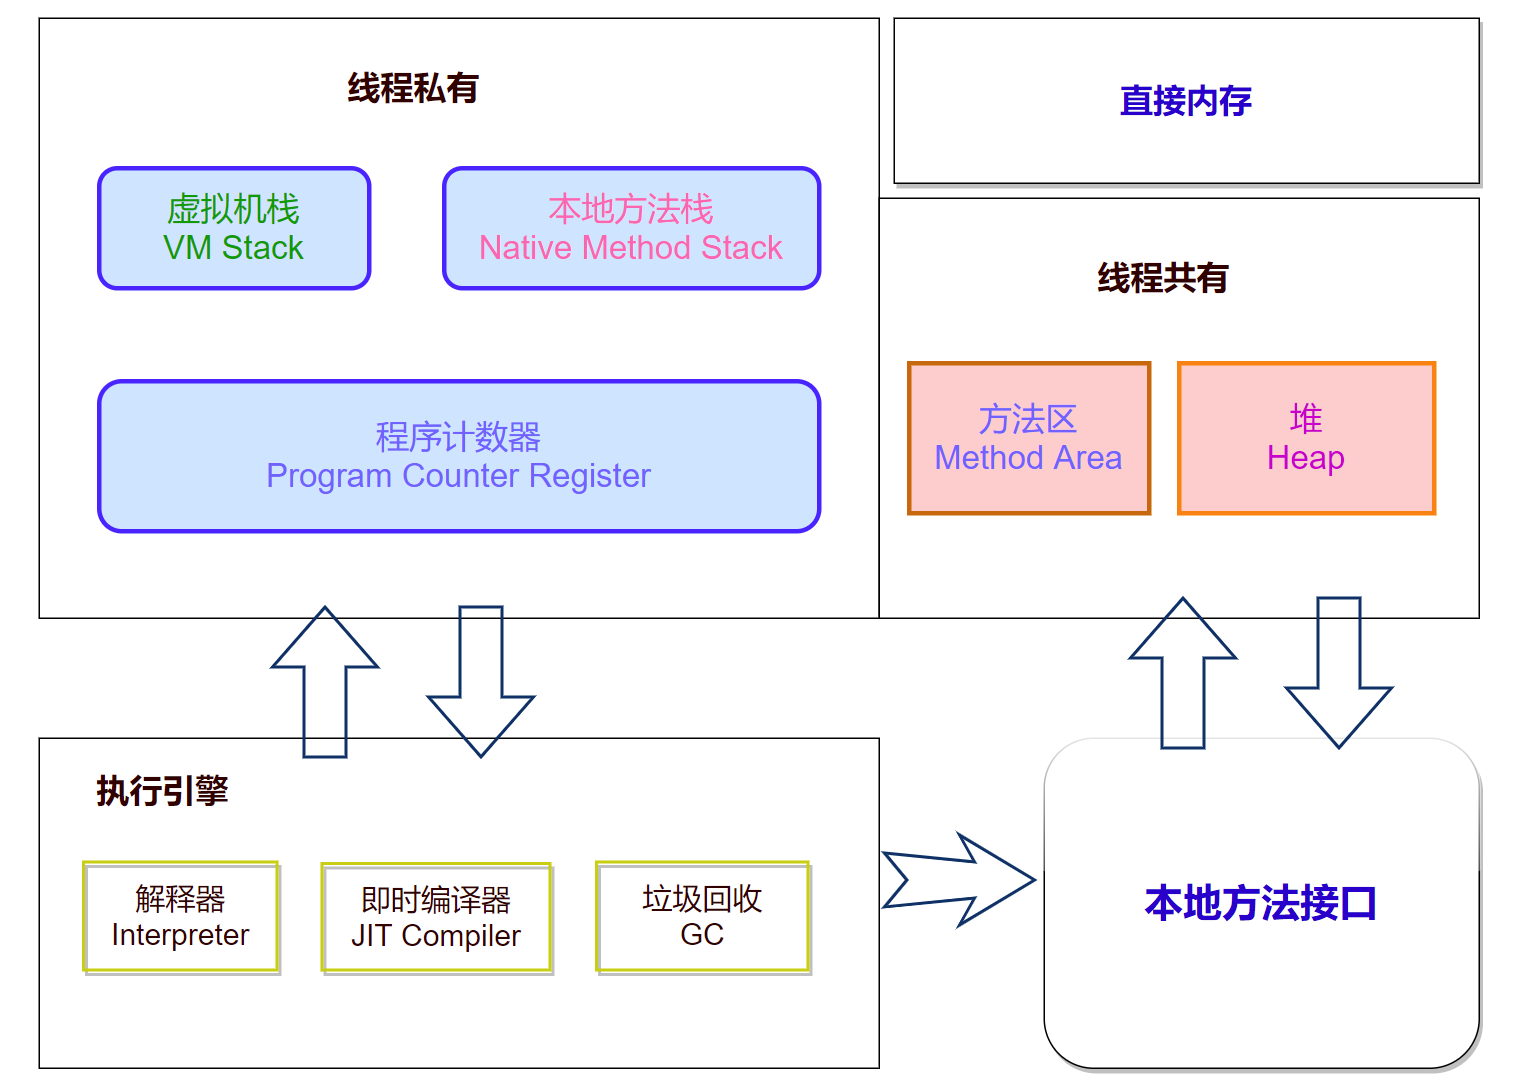 线程私有
直接内存
虚拟机栈
VM Stack
本地方法栈
Native Method Stack
线程共有
程序计数器
Program Counter Register
方法区
Method Area
堆
Heap
执行引擎
解释器
Interpreter
即时编译器
JIT Compiler
垃圾回收
GC
本地方法接口